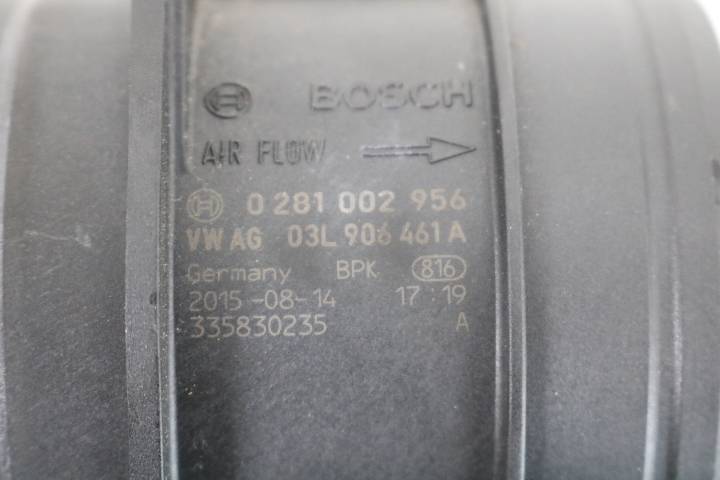 BOSCH
AIR FLOW
0 281 002 956
VW AG 03L 906 461 A
Germany BPK 816
2015-08-14 17:19
335830235 A